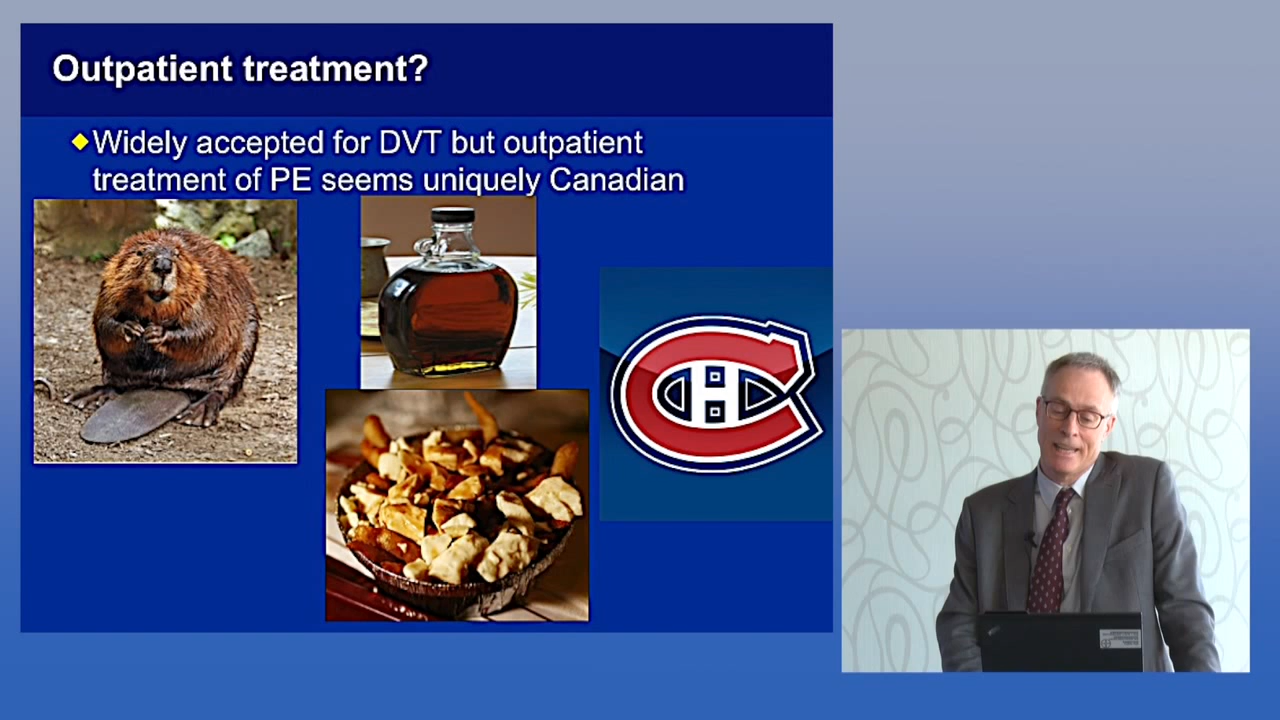 Outpatient treatment?
Widely accepted for DVT but outpatient
treatment of PE seems uniquely Canadian